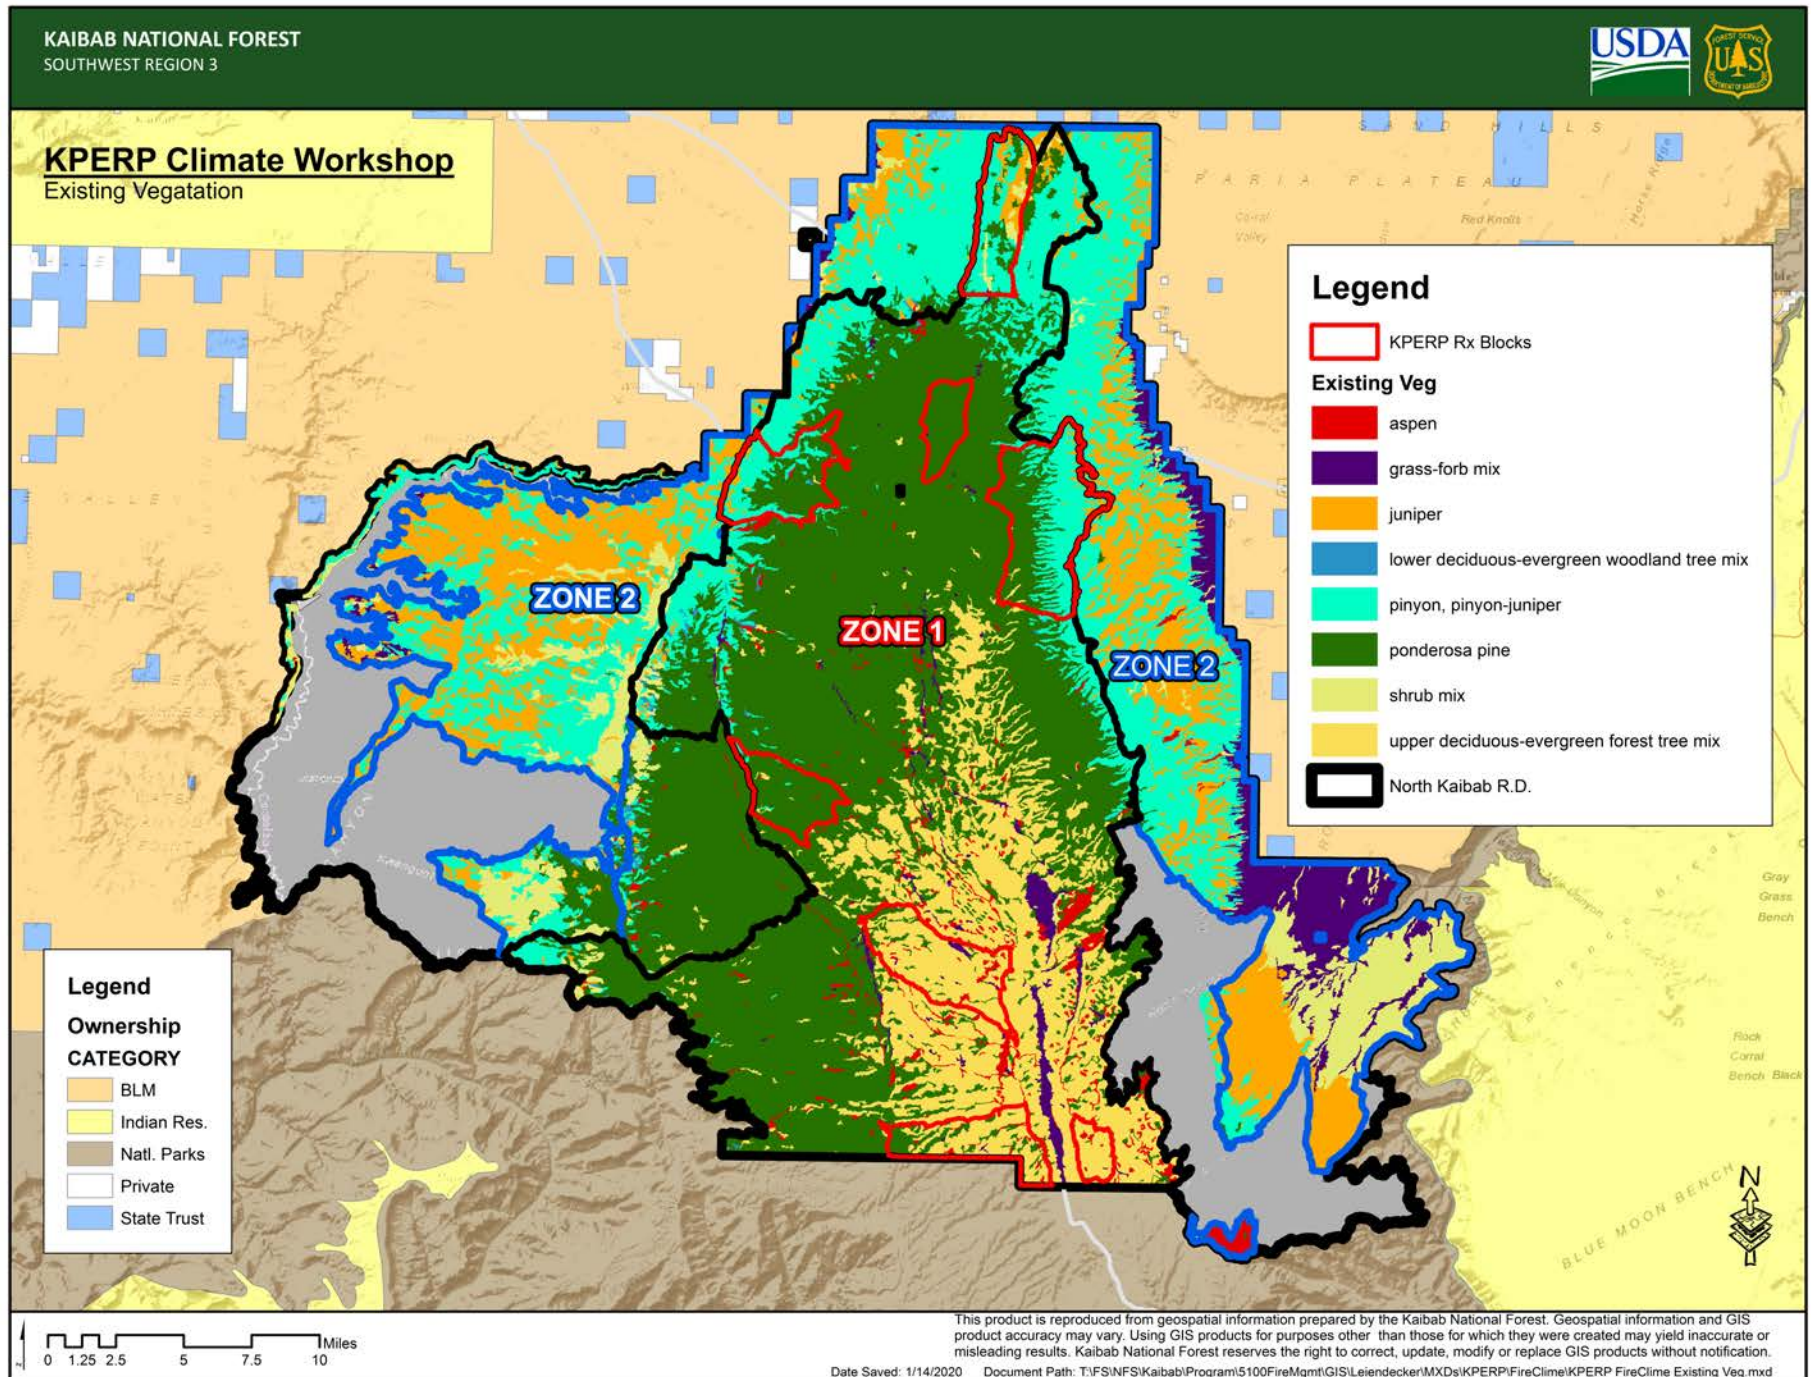 KAIBAB NATIONAL FOREST
SOUTHWEST REGION 3
USDA
FOREST SERVICE
UAS
DEPARTMENT OF AGRICULTURE
KPERP Climate Workshop
Existing Vegatation
SAND HILLS
PARIA PLATEAU
Red Knolls
Valley
ZONE 2
ZONE 1
ZONE 2
Legend
KPERP Rx Blocks
Existing Veg
aspen
grass-forb mix
juniper
lower deciduous-evergreen woodland tree mix
pinyon, pinyon-juniper
ponderosa pine
shrub mix
upper deciduous-evergreen forest tree mix
North Kaibab R.D.
Gray
Grass
Bench
Rock
Corral
Bench Black
BLUE MOON BENCH
N
Legend
Ownership
CATEGORY
BLM
Indian Res.
Natl. Parks
Private
State Trust
Miles
0 1.25 2.5 5 7.5 10
This product is reproduced from geospatial information prepared by the Kaibab National Forest. Geospatial information and GIS
product accuracy may vary. Using GIS products for purposes other than those for which they were created may yield inaccurate or
misleading results. Kaibab National Forest reserves the right to correct, update, modify or replace GIS products without notification.
Date Saved: 1/14/2020 Document Path: T:\FS\NFS\Kaibab\Program\5100FireMgmt\GIS\Leiendecker\MXDs\KPERP\FireClime\KPERP FireClime Existing Veg.mxd